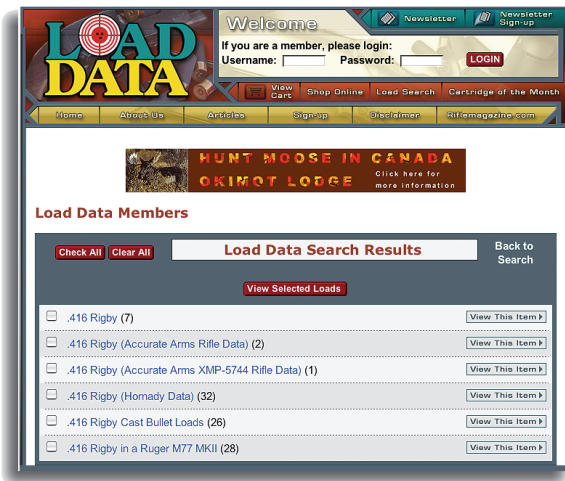 LOAD
DATA
Welcome
Newsletter
Newsletter
Sign-up
If you are a member, please login:
Username:
Password:
LOGIN
View
Cart
Shop Online
Load Search
Cartridge of the Month
Home
About Us
Articles
Sign-up
Disclaimer
Riflemagazine.com
HUNT MOOSE IN CANADA
OKIMOT LODGE
Click here for
more information
Load Data Members
Check All
Clear All
Load Data Search Results
Back to
Search
View Selected Loads
.416 Rigby (7)
View This Item
.416 Rigby (Accurate Arms Rifle Data) (2)
View This Item
.416 Rigby (Accurate Arms XMP-5744 Rifle Data) (1)
View This Item
.416 Rigby (Hornady Data) (32)
View This Item
.416 Rigby Cast Bullet Loads (26)
View This Item
.416 Rigby in a Ruger M77 MKII (28)
View This Item